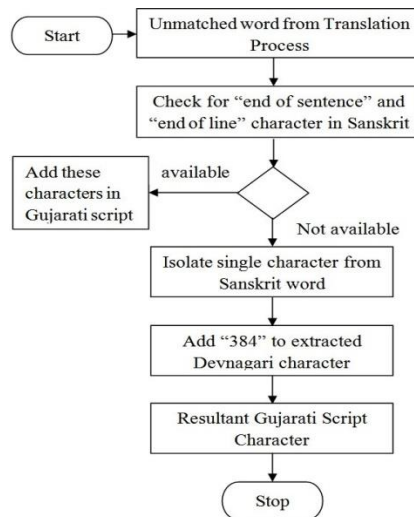 Start
Unmatched word from Translation
Process
Check for “end of sentence” and
“end of line” character in Sanskrit
Add these
characters in
Gujarati script
available
Not available
Isolate single character from
Sanskrit word
Add “384” to extracted
Devnagari character
Resultant Gujarati Script
Character
Stop